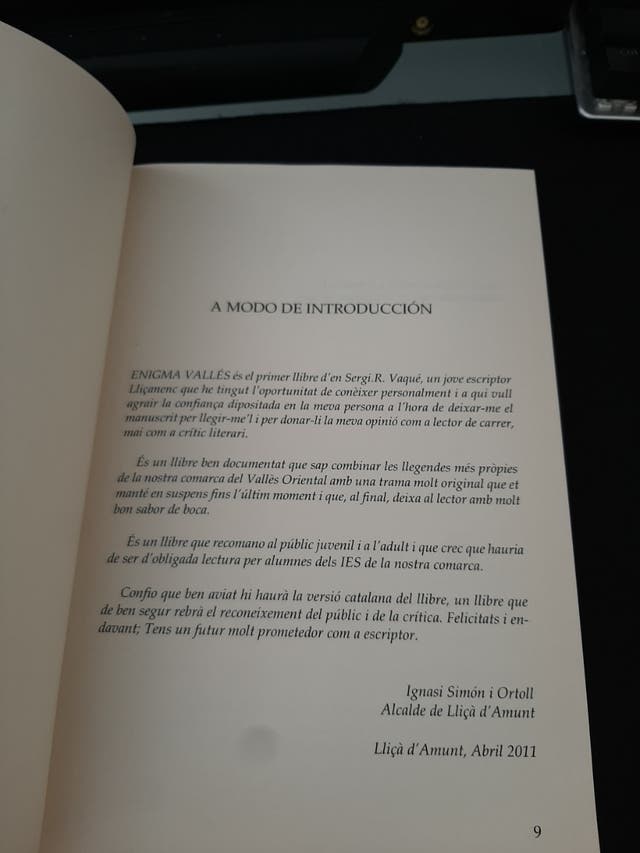 A MODO DE INTRODUCCIÓN
ENIGMA VALLÉS és el primer llibre d'en Sergi.R. Vaqué, un jove escriptor
Lliçanenc que he tingut l'oportunitat de conèixer personalment i a qui vull
agrair la confiança dipositada en la meva persona a l'hora de deixar-me el
manuscrit per llegir-me'l i per donar-li la meva opinió com a lector de carrer,
mai com a crític literari.
És un llibre ben documentat que sap combinar les llegendes més pròpies
de la nostra comarca del Vallès Oriental amb una trama molt original que et
manté en suspens fins l'últim moment i que, al final, deixa al lector amb molt
bon sabor de boca.
És un llibre que recomano al públic juvenil i a l'adult i que crec que hauria
de ser d'obligada lectura per alumnes dels IES de la nostra comarca.
Confio que ben aviat hi haurà la versió catalana del llibre, un llibre que
de ben segur rebrà el reconeixement del públic i de la crítica. Felicitats i en-
davant; Tens un futur molt prometedor com a escriptor.
Ignasi Simón i Ortoll
Alcalde de Lliçà d'Amunt
Lliçà d'Amunt, Abril 2011
9